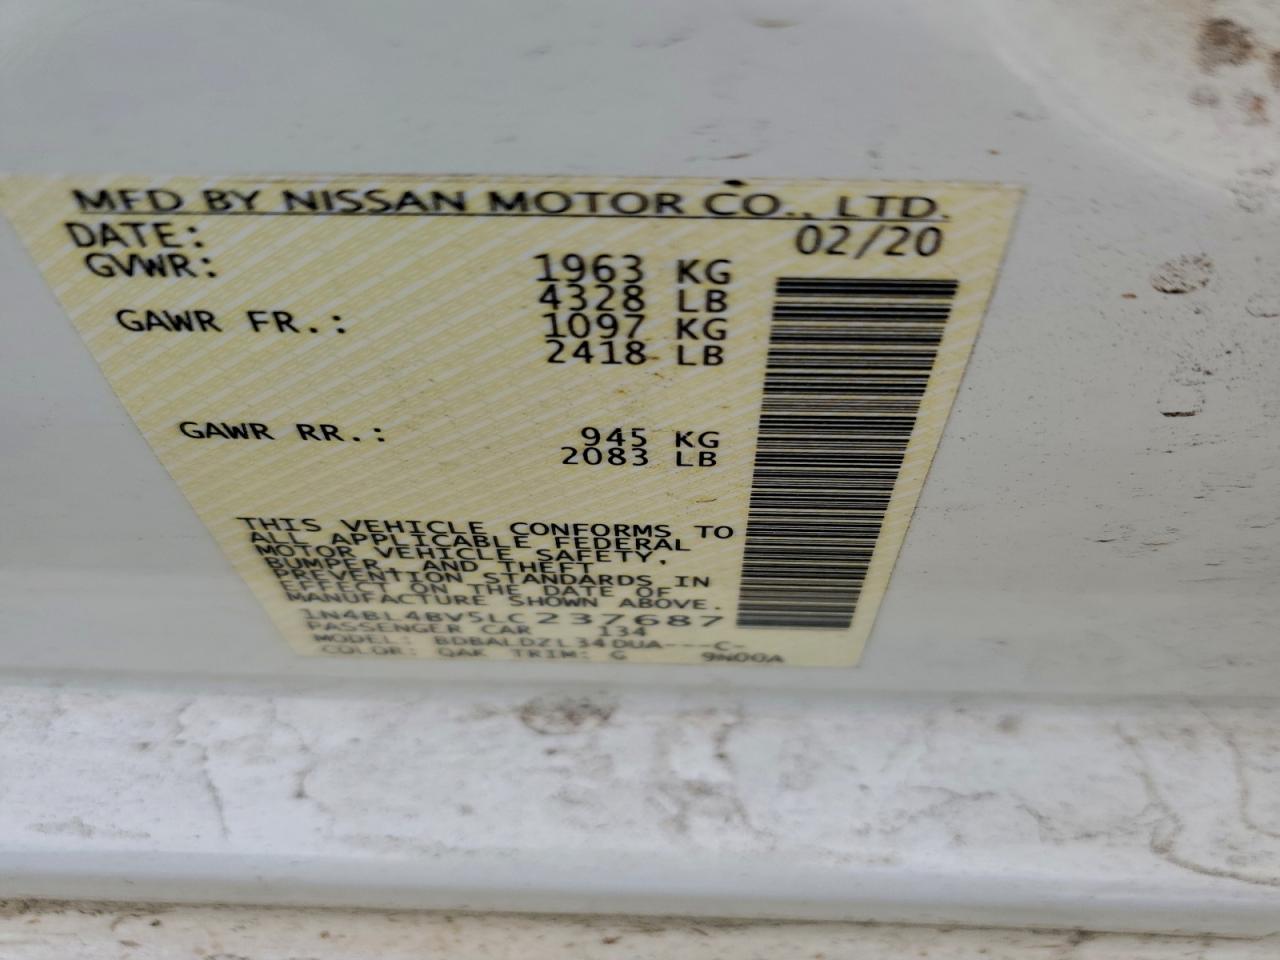 MFD BY NISSAN MOTOR CO., LTD.
DATE: 02/20
GVWR: 1963 KG
4328 LB
GAWR FR.: 1097 KG
2418 LB
GAWR RR.: 945 KG
2083 LB
THIS VEHICLE CONFORMS TO
ALL APPLICABLE FEDERAL
MOTOR VEHICLE SAFETY,
BUMPER, AND THEFT
PREVENTION STANDARDS IN
EFFECT ON THE DATE OF
MANUFACTURE SHOWN ABOVE.
1N4BL4BV5LC237687
PASSENGER CAR 134
MODEL: BDBALDZL34DUA---C-
COLOR: QAK TRIM: G 9N00A